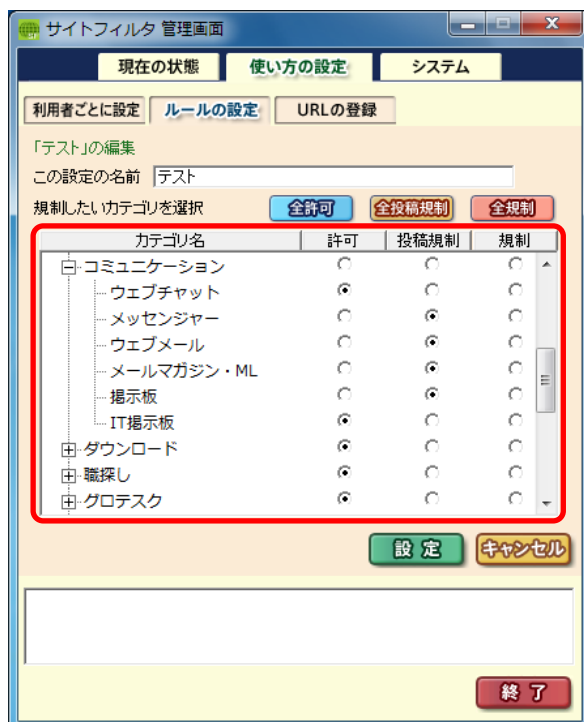 サイトフィルタ 管理画面
現在の状態 使い方の設定 システム
利用者ごとに設定 ルールの設定 URLの登録
「テスト」の編集
この設定の名前 テスト
規制したいカテゴリを選択 全許可 全投稿規制 全規制
カテゴリ名 許可 投稿規制 規制
コミュニケーション
ウェブチャット
メッセンジャー
ウェブメール
メールマガジン・ML
掲示板
IT掲示板
ダウンロード
職探し
グロテスク
設定 キャンセル
終了